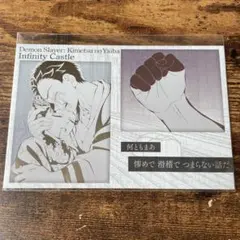 Demon Slayer: Kimetsu no Yaiba
Infinity Castle
何ともまあ
惨めで 滑稽で つまらない話だ